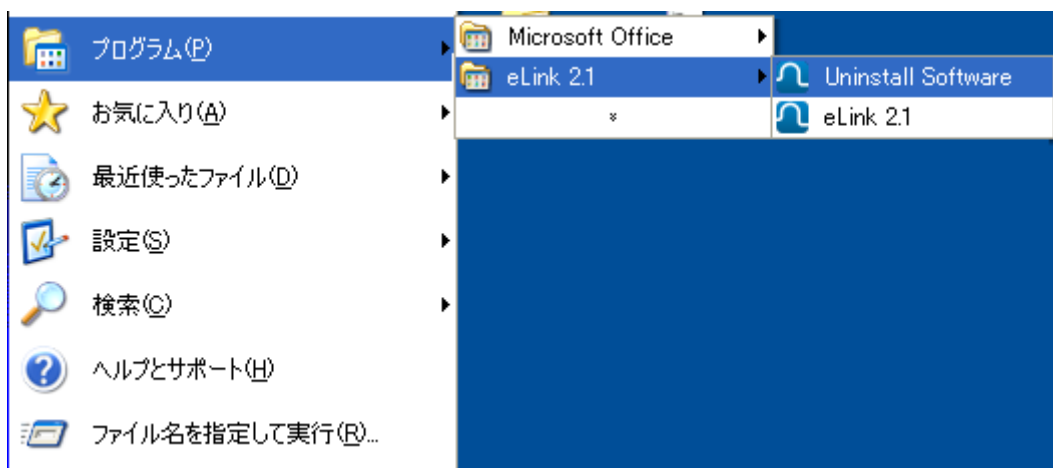 プログラム(P)
お気に入り(A)
最近使ったファイル(D)
設定(S)
検索(C)
ヘルプとサポート(H)
ファイル名を指定して実行(R)...
Microsoft Office
eLink 2.1
Uninstall Software
eLink 2.1